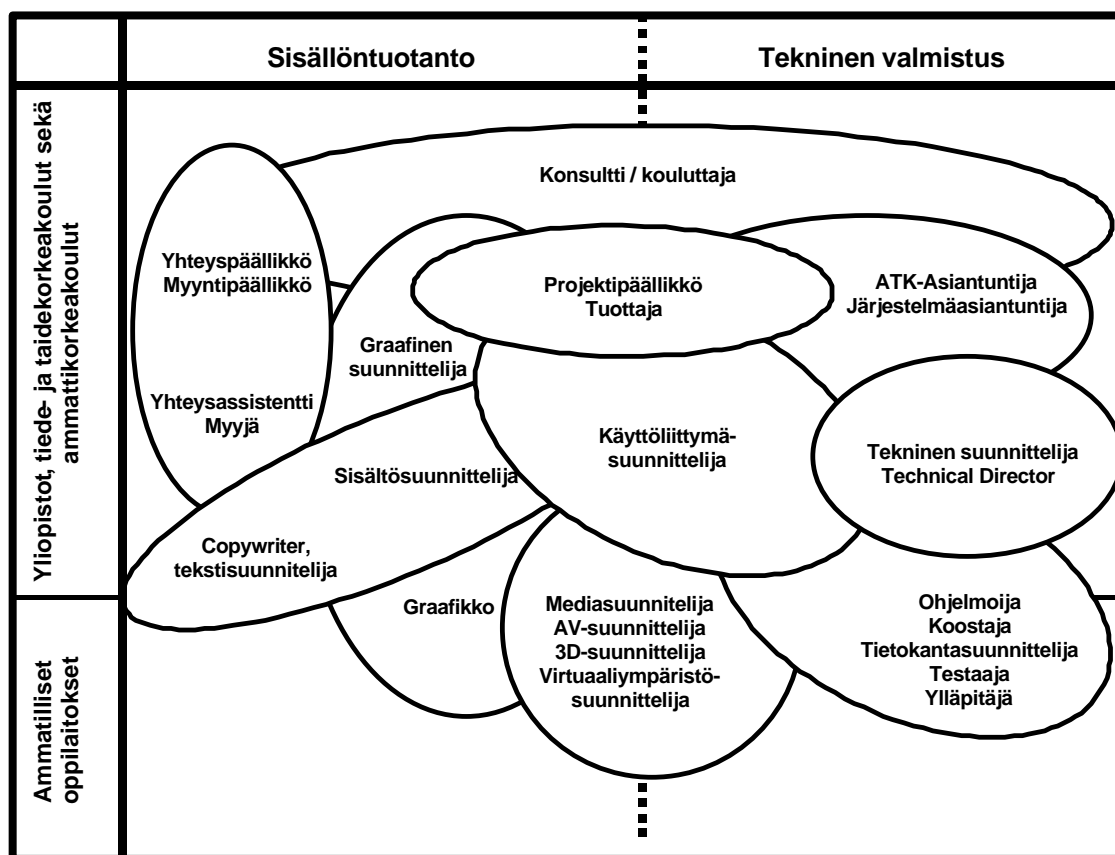 Sisällöntuotanto
Tekninen valmistus
Yliopistot, tiede- ja taidekorkeakoulut sekä
ammattikorkeakoulut
Ammatilliset
oppilaitokset
Konsultti / kouluttaja
Yhteyspäällikkö
Myyntipäällikkö
Projektipäällikkö
Tuottaja
ATK-Asiantuntija
Järjestelmäasiantuntija
Graafinen
suunnittelija
Yhteysassistentti
Myyjä
Käyttöliittymä-
suunnittelija
Tekninen suunnittelija
Technical Director
Sisältösuunnittelija
Copywriter,
tekstisuunnitelija
Graafikko
Mediasuunnitelija
AV-suunnittelija
3D-suunnittelija
Virtuaaliympäristö-
suunnittelija
Ohjelmoija
Koostaja
Tietokantasuunnittelija
Testaaja
Ylläpitäjä